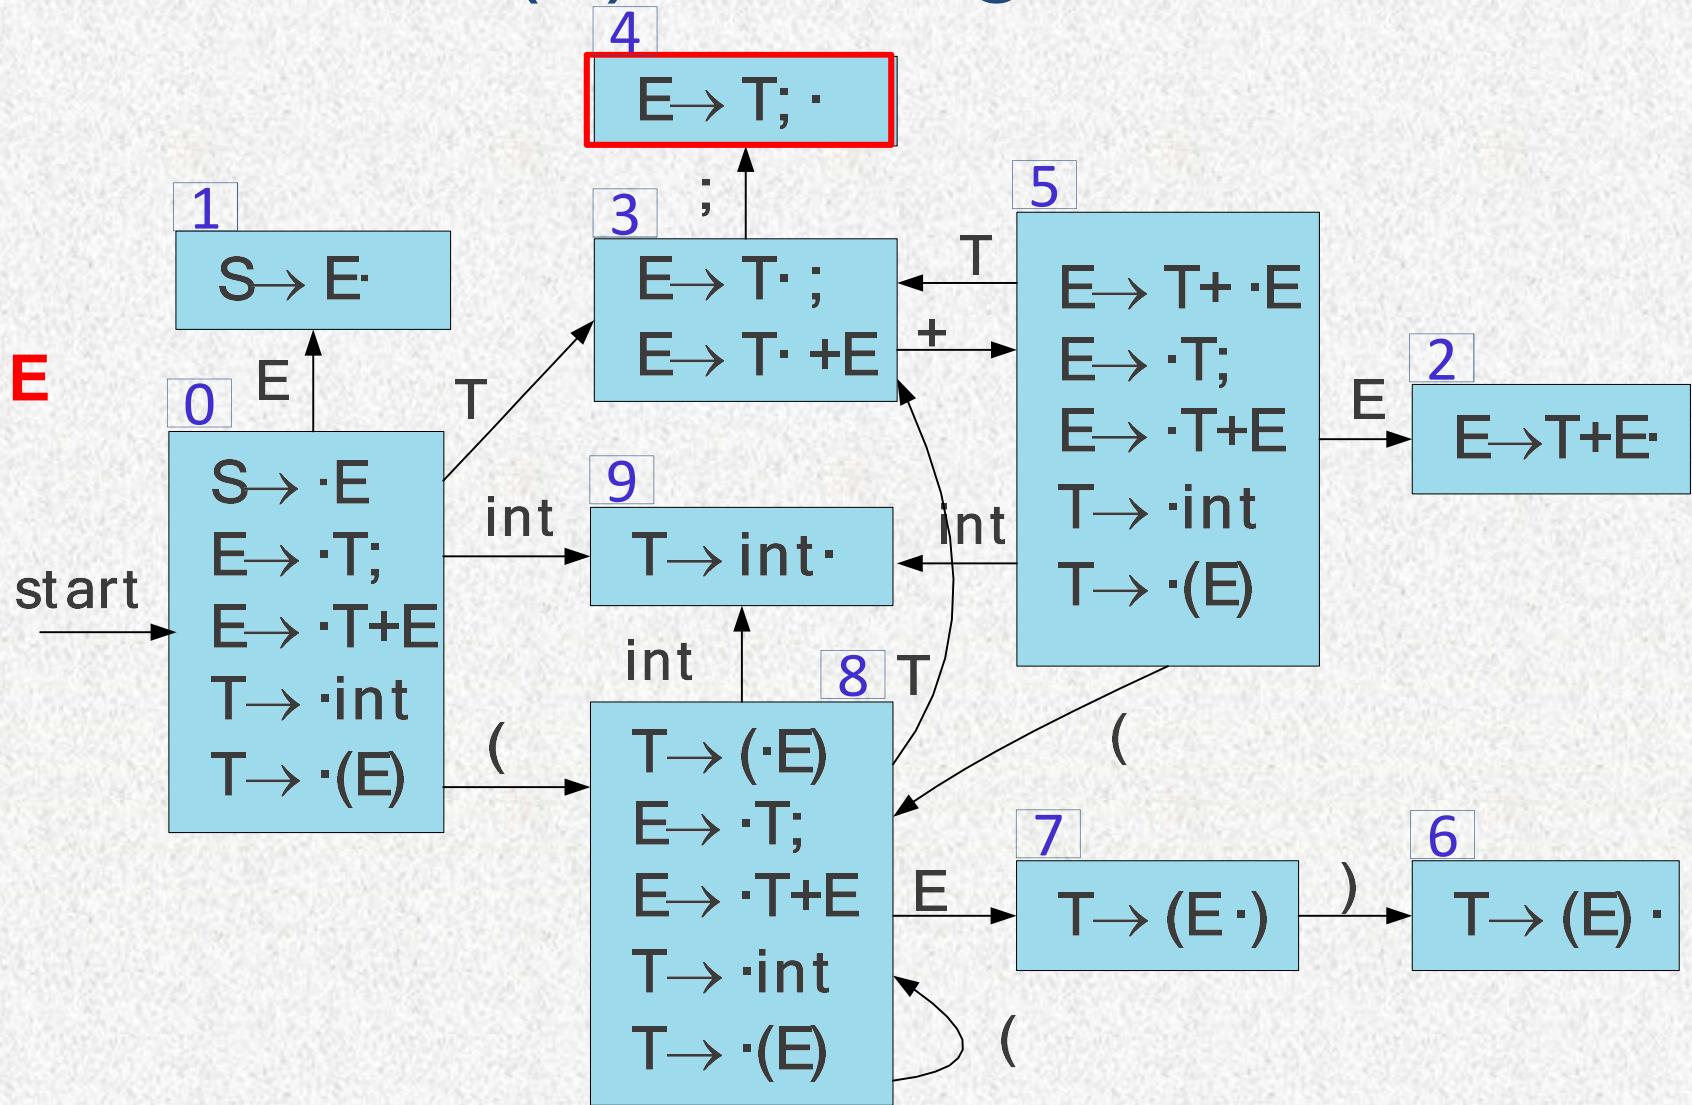 4
E→ T; ·
;
1
S→ E·
3
E→ T· ;
E→ T· +E
T
+
5
E→ T+ ·E
E→ ·T;
E→ ·T+E
T→ ·int
T→ ·(E)
E
2
E→T+E·
E
E
T
0
S→ ·E
E→ ·T;
E→ ·T+E
T→ ·int
T→ ·(E)
start
int
9
T→ int·
int
int
(
8
T
T→ (·E)
E→ ·T;
E→ ·T+E
T→ ·int
T→ ·(E)
(
E
7
T→ (E·)
)
6
T→ (E) ·
(